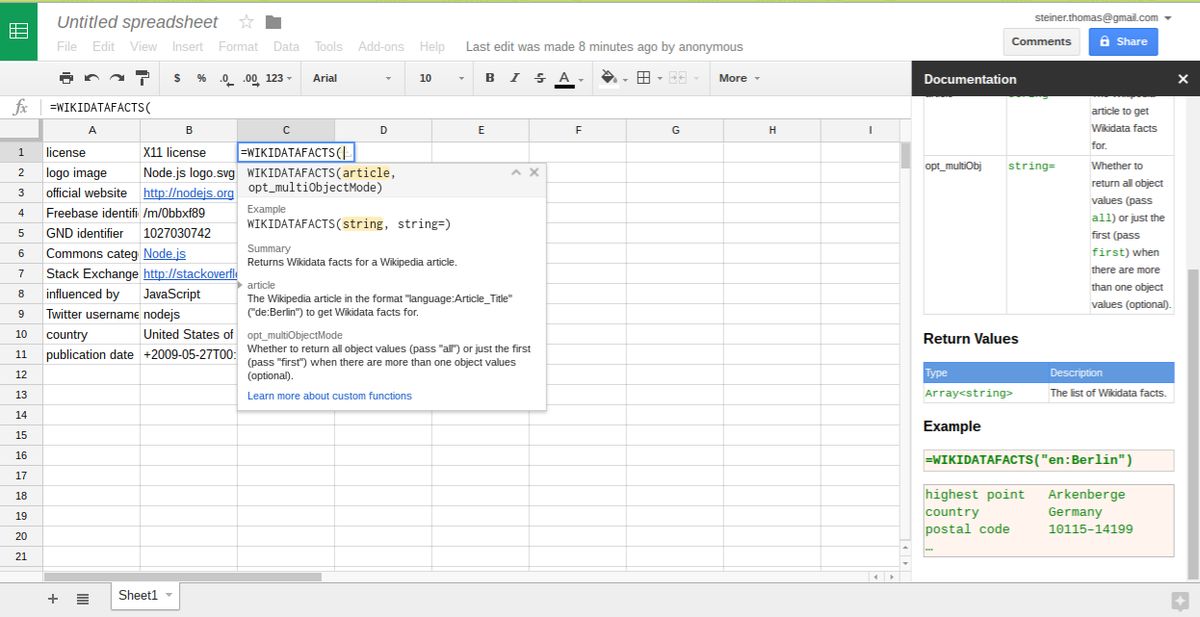 Untitled spreadsheet
steiner.thomas@gmail.com
File Edit View Insert Format Data Tools Add-ons Help Last edit was made 8 minutes ago by anonymous
Comments Share
$ % .0 .00 123 Arial 10 B I S A More
fx =WIKIDATAFACTS(
A B C D E F G H I
1 license X11 license =WIKIDATAFACTS(
2 logo image Node.js logo.svg
3 official website http://nodejs.org
4 Freebase identifi /m/0bbxf89
5 GND identifier 1027030742
6 Commons categ Node.js
7 Stack Exchange http://stackoverfl
8 influenced by JavaScript
9 Twitter username nodejs
10 country United States of
11 publication date +2009-05-27T00:
12
13
14
15
16
17
18
19
20
21
WIKIDATAFACTS(article,
opt_multiObjectMode)
Example
WIKIDATAFACTS(string, string=)
Summary
Returns Wikidata facts for a Wikipedia article.
article
The Wikipedia article in the format "language:Article_Title"
("de:Berlin") to get Wikidata facts for.
opt_multiObjectMode
Whether to return all object values (pass "all") or just the first
(pass "first") when there are more than one object values
(optional).
Learn more about custom functions
Documentation
article to get
Wikidata facts
for.
opt_multiObj string= Whether to
return all object
values (pass
all) or just the
first (pass
first) when
there are more
than one object
values (optional).
Return Values
Type Description
Array<string> The list of Wikidata facts.
Example
=WIKIDATAFACTS("en:Berlin")
highest point Arkenberge
country Germany
postal code 10115–14199
…
Sheet1